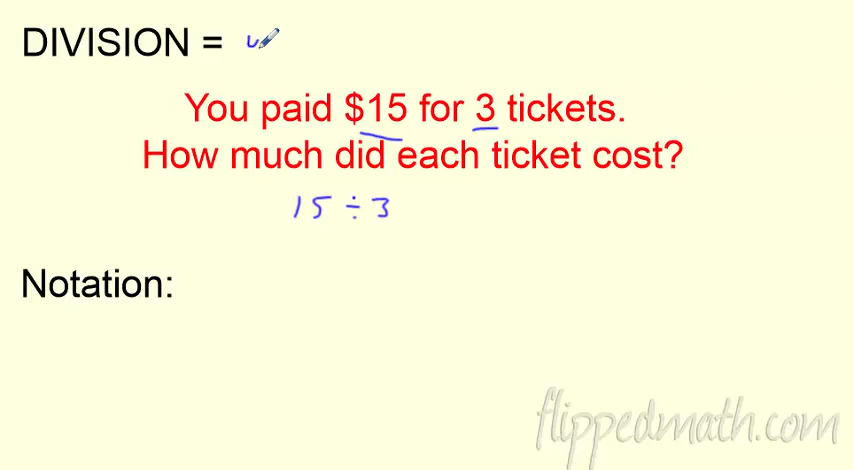 DIVISION =
You paid $15 for 3 tickets.
How much did each ticket cost?
15 ÷ 3
Notation:
flippedmath.com